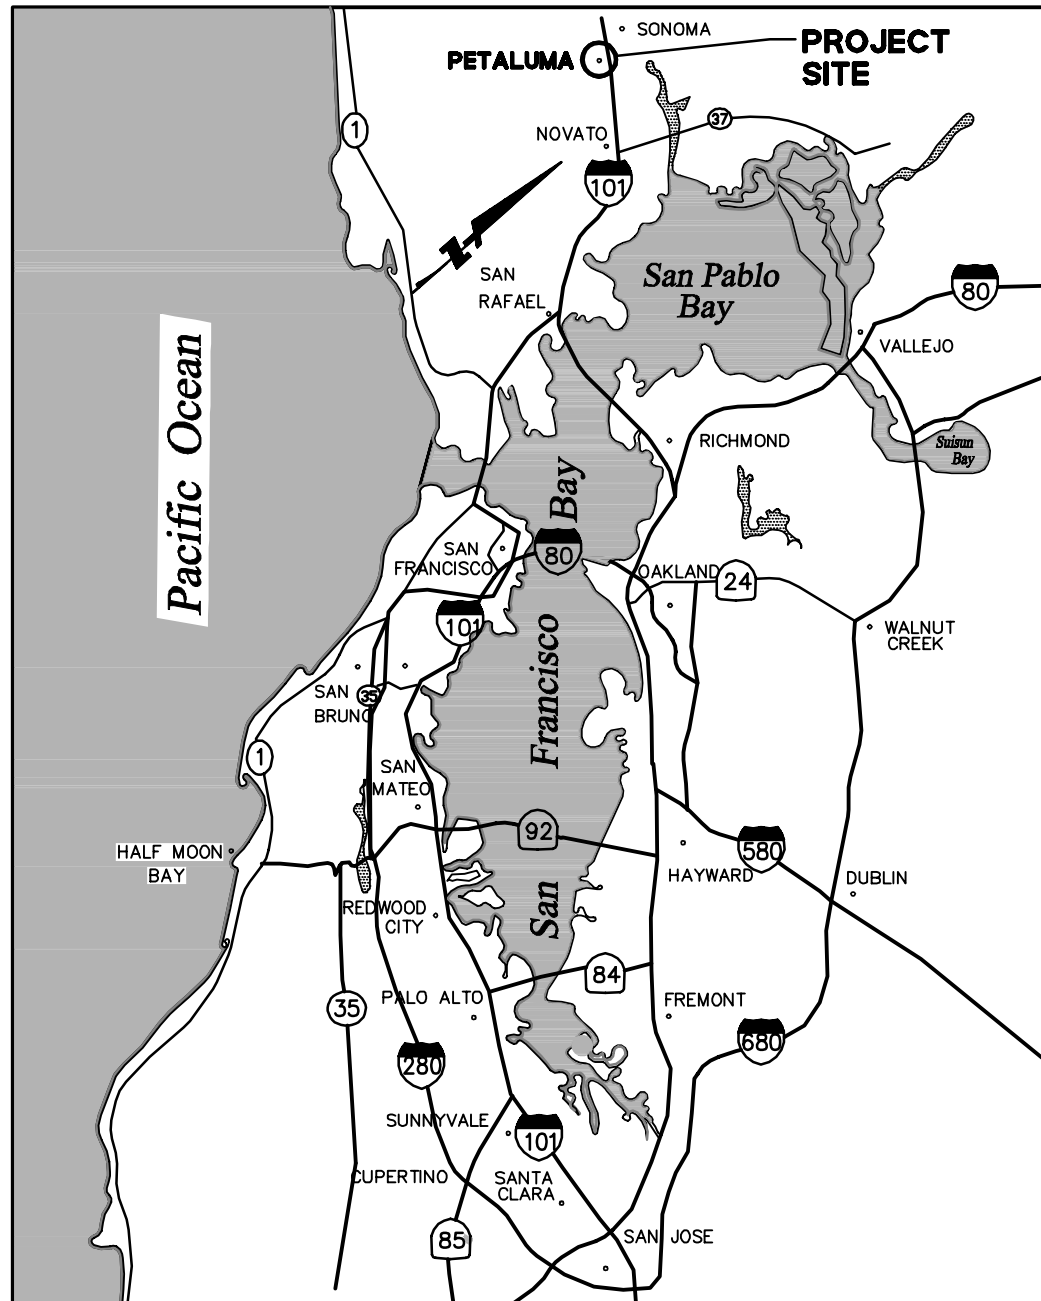 SONOMA
PROJECT
SITE
PETALUMA
37
NOVATO
1
101
N
SAN
RAFAEL
San Pablo
Bay
80
VALLEJO
Pacific Ocean
RICHMOND
Suisun
Bay
San Francisco Bay
SAN
FRANCISCO
80
OAKLAND
24
101
WALNUT
CREEK
SAN
BRUNO
35
1
SAN
MATEO
92
HALF MOON
BAY
580
HAYWARD
DUBLIN
REDWOOD
CITY
84
PALO ALTO
FREMONT
35
680
280
SUNNYVALE
101
CUPERTINO
SANTA
CLARA
85
SAN JOSE